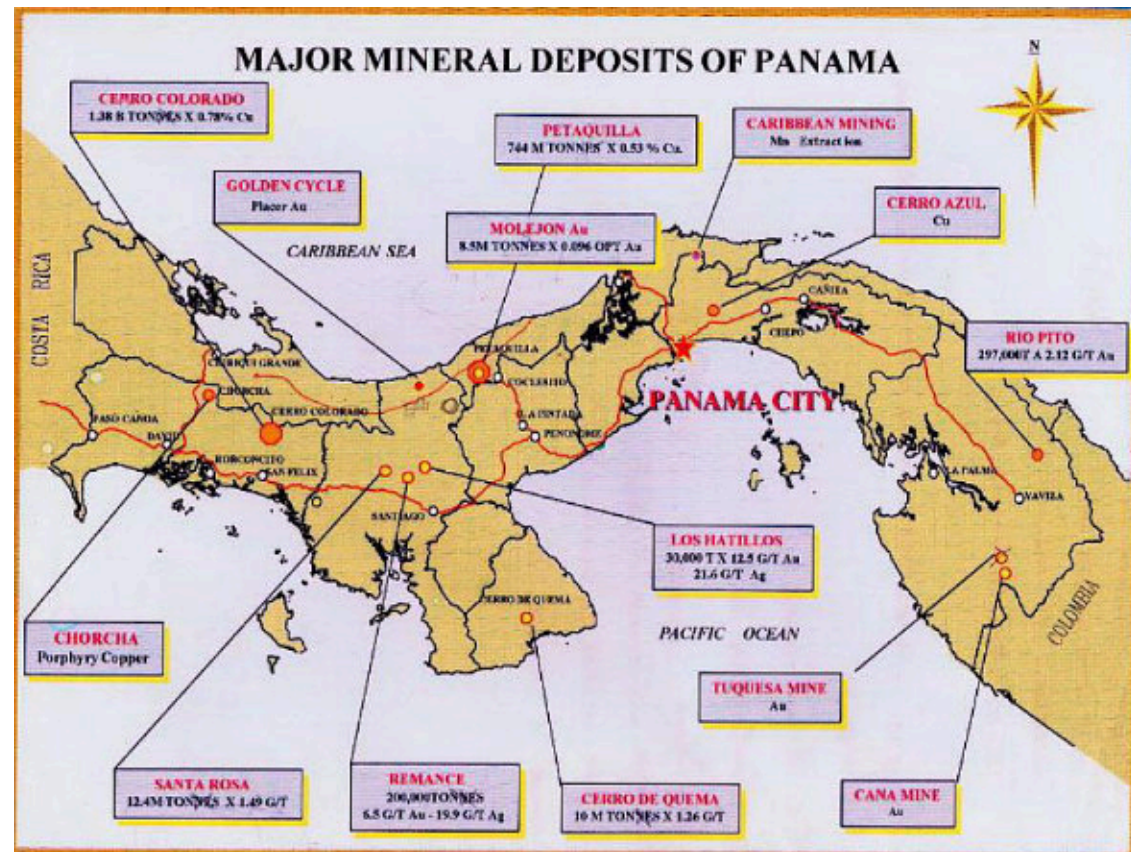 MAJOR MINERAL DEPOSITS OF PANAMA
N
CERRO COLORADO
1.38 B TONNES X 0.78% Cu
PETAQUILLA
744 M TONNES X 0.53 % Cu.
CARIBBEAN MINING
Mn Extraction
GOLDEN CYCLE
Placer Au
CERRO AZUL
Cu
MOLEJON Au
8.5M TONNES X 0.096 OPT Au
CARIBBEAN SEA
COSTA RICA
RIO PITO
297,000T A 2.12 G/T Au
CAÑITA
CHEPO
PETAQUILLA
CHIRIQUI GRANDE
COCLESITO
CHORCHA
PANAMA CITY
CERRO COLORADO
LA PINTADA
PASO CANOA
PENONOME
DAVID
HORCONCITO
SAN FELIX
LA PALMA
YAVIZA
SANTIAGO
LOS HATILLOS
30,000 T X 12.5 G/T Au
21.6 G/T Ag
CERRO DE QUEMA
COLOMBIA
PACIFIC OCEAN
CHORCHA
Porphyry Copper
TUQUESA MINE
Au
SANTA ROSA
12.4M TONNES X 1.49 G/T
REMANCE
200,000TONNES
6.5 G/T Au - 19.9 G/T Ag
CERRO DE QUEMA
10 M TONNES X 1.26 G/T
CANA MINE
Au